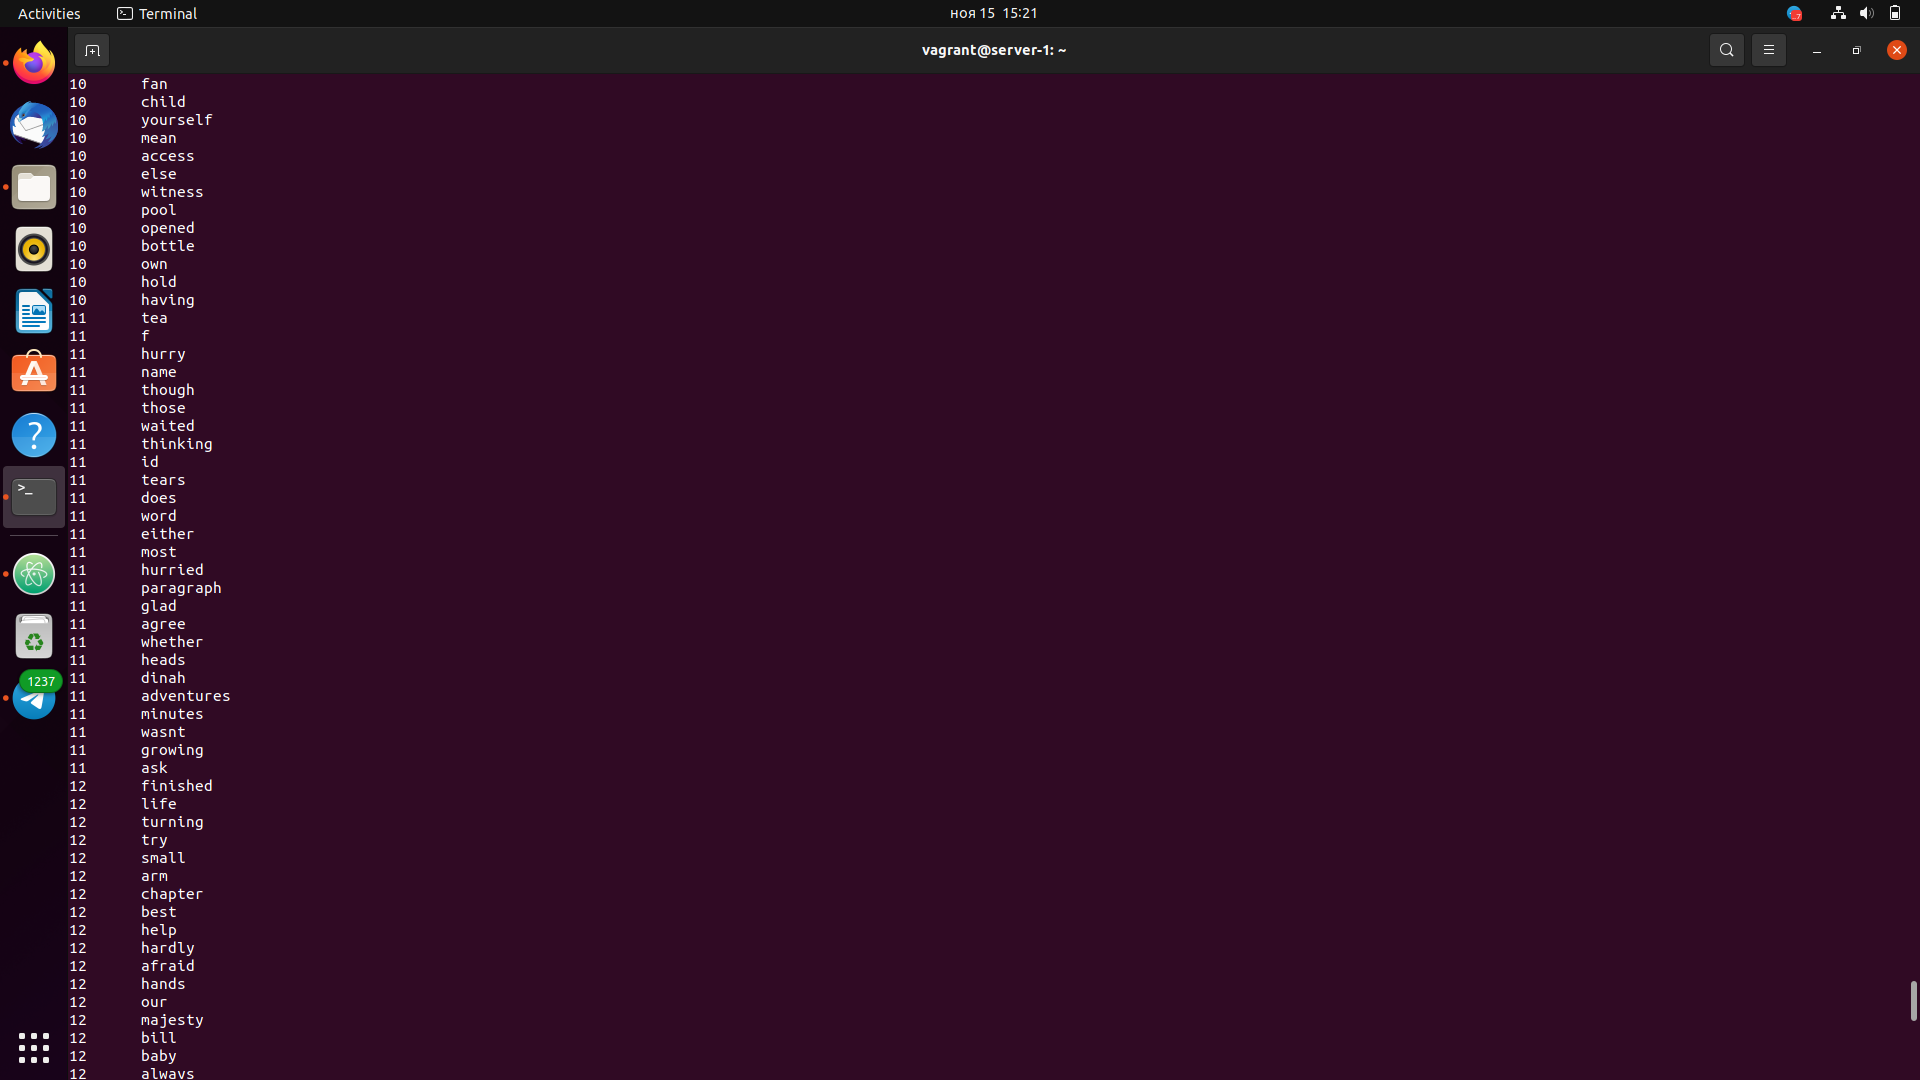 Activities
Terminal
ноя 15 15:21
vagrant@server-1: ~
10 fan
10 child
10 yourself
10 mean
10 access
10 else
10 witness
10 pool
10 opened
10 bottle
10 own
10 hold
10 having
11 tea
11 f
11 hurry
11 name
11 though
11 those
11 waited
11 thinking
11 id
11 tears
11 does
11 word
11 either
11 most
11 hurried
11 paragraph
11 glad
11 agree
11 whether
11 heads
11 dinah
11 adventures
11 minutes
11 wasnt
11 growing
11 ask
12 finished
12 life
12 turning
12 try
12 small
12 arm
12 chapter
12 best
12 help
12 hardly
12 afraid
12 hands
12 our
12 majesty
12 bill
12 baby
12 always
1237